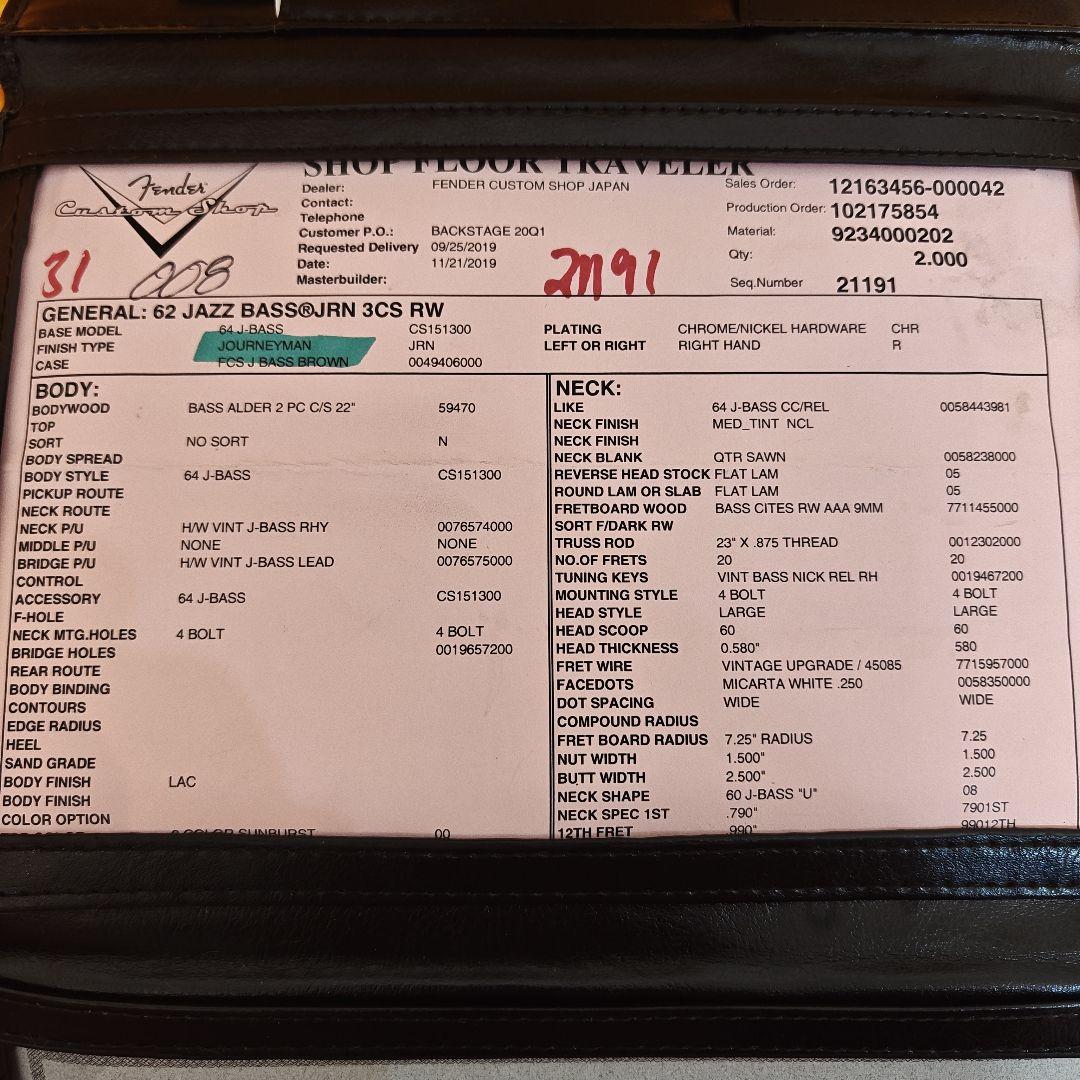 SHOP FLOOR TRAVELER
Fender
Custom Shop
Dealer: FENDER CUSTOM SHOP JAPAN
Contact:
Telephone
Customer P.O.: BACKSTAGE 20Q1
Requested Delivery 09/25/2019
Date: 11/21/2019
Masterbuilder:
Sales Order: 12163456-000042
Production Order: 102175854
Material: 9234000202
Qty: 2.000
Seq.Number 21191
31 008 21191
GENERAL: 62 JAZZ BASS®JRN 3CS RW
BASE MODEL 64 J-BASS CS151300 PLATING CHROME/NICKEL HARDWARE CHR
FINISH TYPE JOURNEYMAN JRN LEFT OR RIGHT RIGHT HAND R
CASE FCS J BASS BROWN 0049406000
BODY:
BODYWOOD BASS ALDER 2 PC C/S 22" 59470
TOP
SORT NO SORT N
BODY SPREAD
BODY STYLE 64 J-BASS CS151300
PICKUP ROUTE
NECK ROUTE
NECK P/U H/W VINT J-BASS RHY 0076574000
MIDDLE P/U NONE NONE
BRIDGE P/U H/W VINT J-BASS LEAD 0076575000
CONTROL
ACCESSORY 64 J-BASS CS151300
F-HOLE
NECK MTG.HOLES 4 BOLT 4 BOLT
BRIDGE HOLES 0019657200
REAR ROUTE
BODY BINDING
CONTOURS
EDGE RADIUS
HEEL
SAND GRADE
BODY FINISH LAC
BODY FINISH
COLOR OPTION
3 COLOR SUNBURST 00
NECK:
LIKE 64 J-BASS CC/REL 0058443981
NECK FINISH MED_TINT NCL
NECK FINISH
NECK BLANK QTR SAWN 0058238000
REVERSE HEAD STOCK FLAT LAM 05
ROUND LAM OR SLAB FLAT LAM 05
FRETBOARD WOOD BASS CITES RW AAA 9MM 7711455000
SORT F/DARK RW
TRUSS ROD 23" X .875 THREAD 0012302000
NO.OF FRETS 20 20
TUNING KEYS VINT BASS NICK REL RH 0019467200
MOUNTING STYLE 4 BOLT 4 BOLT
HEAD STYLE LARGE LARGE
HEAD SCOOP 60 60
HEAD THICKNESS 0.580" 580
FRET WIRE VINTAGE UPGRADE / 45085 7715957000
FACEDOTS MICARTA WHITE .250 0058350000
DOT SPACING WIDE WIDE
COMPOUND RADIUS
FRET BOARD RADIUS 7.25" RADIUS 7.25
NUT WIDTH 1.500" 1.500
BUTT WIDTH 2.500" 2.500
NECK SHAPE 60 J-BASS "U" 08
NECK SPEC 1ST .790" 7901ST
12TH FRET .990" 99012TH